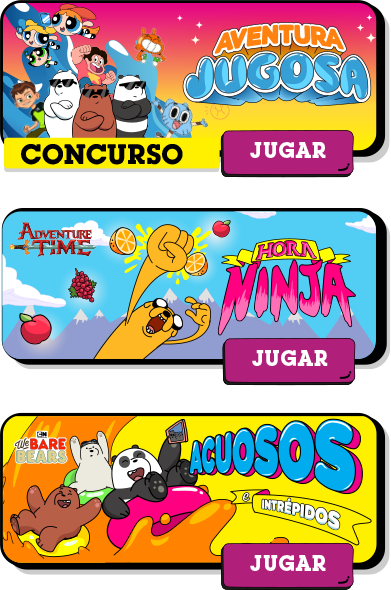 AVENTURA
JUGOSA
CONCURSO
JUGAR
ADVENTURE
TIME
HORA
NINJA
JUGAR
CN
We BARE
BEARS
ACUOSOS
e INTRÉPIDOS
JUGAR